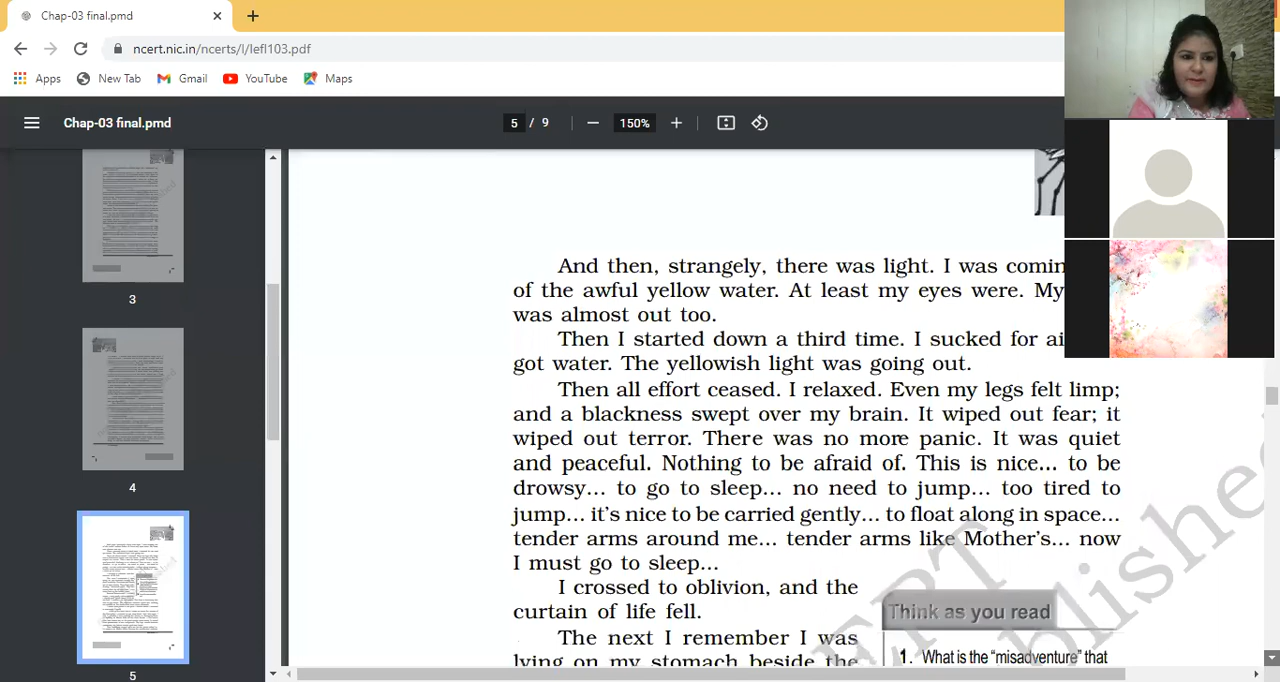 Chap-03 final.pmd
ncert.nic.in/ncerts/l/lefl103.pdf
Apps New Tab Gmail YouTube Maps
Chap-03 final.pmd 5 / 9 150%
3
4
5
And then, strangely, there was light. I was comin
of the awful yellow water. At least my eyes were. My
was almost out too.
Then I started down a third time. I sucked for ai
got water. The yellowish light was going out.
Then all effort ceased. I relaxed. Even my legs felt limp;
and a blackness swept over my brain. It wiped out fear; it
wiped out terror. There was no more panic. It was quiet
and peaceful. Nothing to be afraid of. This is nice... to be
drowsy... to go to sleep... no need to jump... too tired to
jump... it's nice to be carried gently... to float along in space...
tender arms around me... tender arms like Mother's... now
I must go to sleep...
I crossed to oblivion, and the
curtain of life fell.
The next I remember I was
lying on my stomach beside the
Think as you read
1. What is the "misadventure" that
ERT
blishe